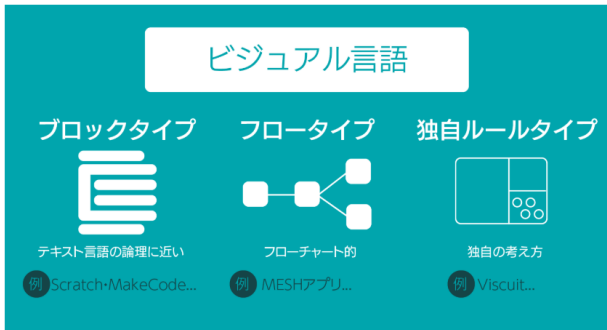 ビジュアル言語
ブロックタイプ
フロータイプ
独自ルールタイプ
テキスト言語の論理に近い
フローチャート的
独自の考え方
例 Scratch・MakeCode...
例 MESHアプリ...
例 Viscuit...